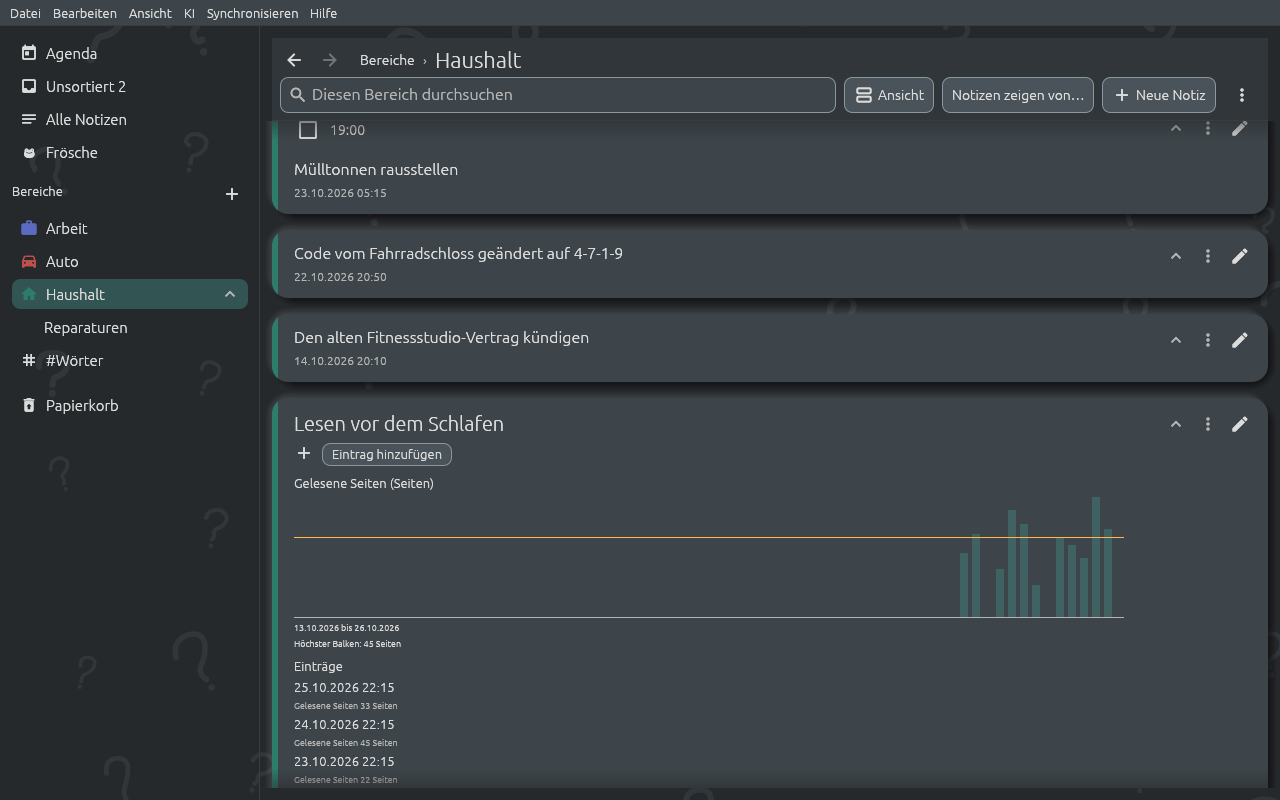 Datei Bearbeiten Ansicht KI Synchronisieren Hilfe
Agenda
Unsortiert 2
Alle Notizen
Frösche
Bereiche
Arbeit
Auto
Haushalt
Reparaturen
#Wörter
Papierkorb
Bereiche › Haushalt
Diesen Bereich durchsuchen
Ansicht
Notizen zeigen von...
Neue Notiz
19:00
Mülltonnen rausstellen
23.10.2026 05:15
Code vom Fahrradschloss geändert auf 4-7-1-9
22.10.2026 20:50
Den alten Fitnessstudio-Vertrag kündigen
14.10.2026 20:10
Lesen vor dem Schlafen
Eintrag hinzufügen
Gelesene Seiten (Seiten)
13.10.2026 bis 26.10.2026
Höchster Balken: 45 Seiten
Einträge
25.10.2026 22:15
Gelesene Seiten 33 Seiten
24.10.2026 22:15
Gelesene Seiten 45 Seiten
23.10.2026 22:15
Gelesene Seiten 22 Seiten